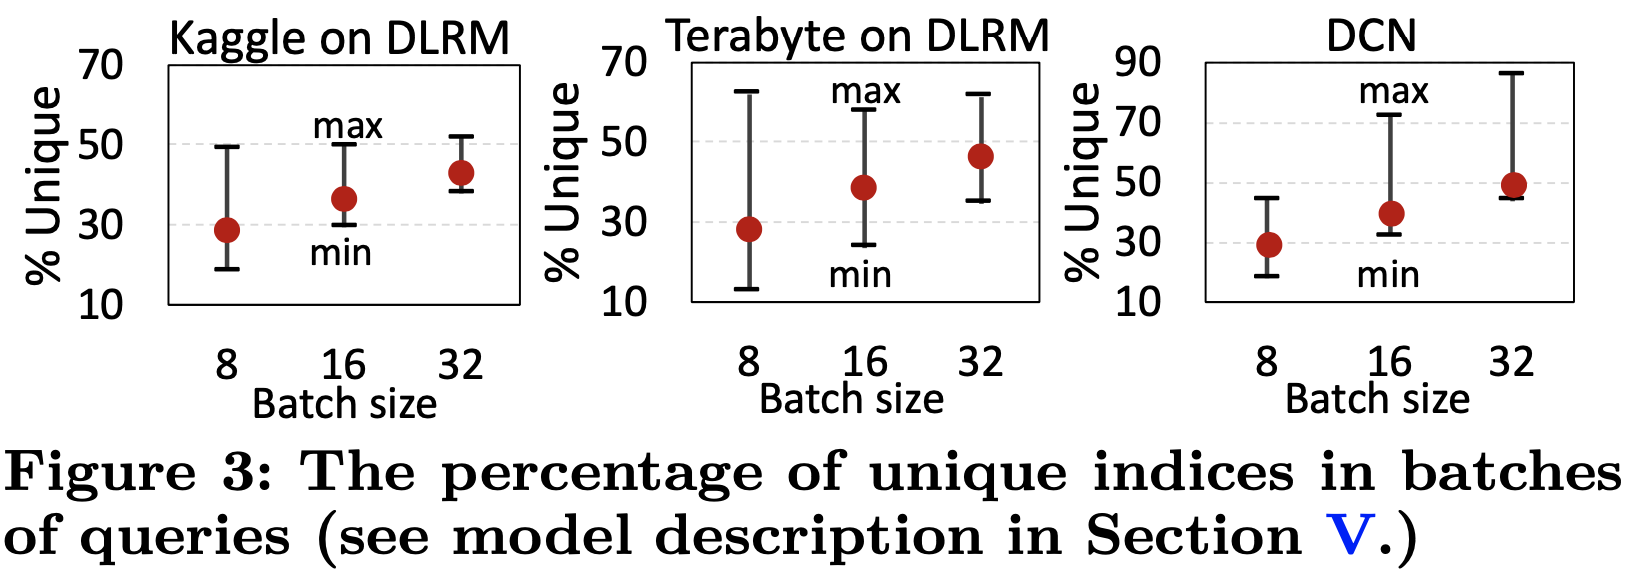 Kaggle on DLRM
% Unique
70
50
30
10
max
min
8 16 32
Batch size
Terabyte on DLRM
% Unique
70
50
30
10
max
min
8 16 32
Batch size
DCN
% Unique
90
70
50
30
10
max
min
8 16 32
Batch size
Figure 3: The percentage of unique indices in batches
of queries (see model description in Section V.)